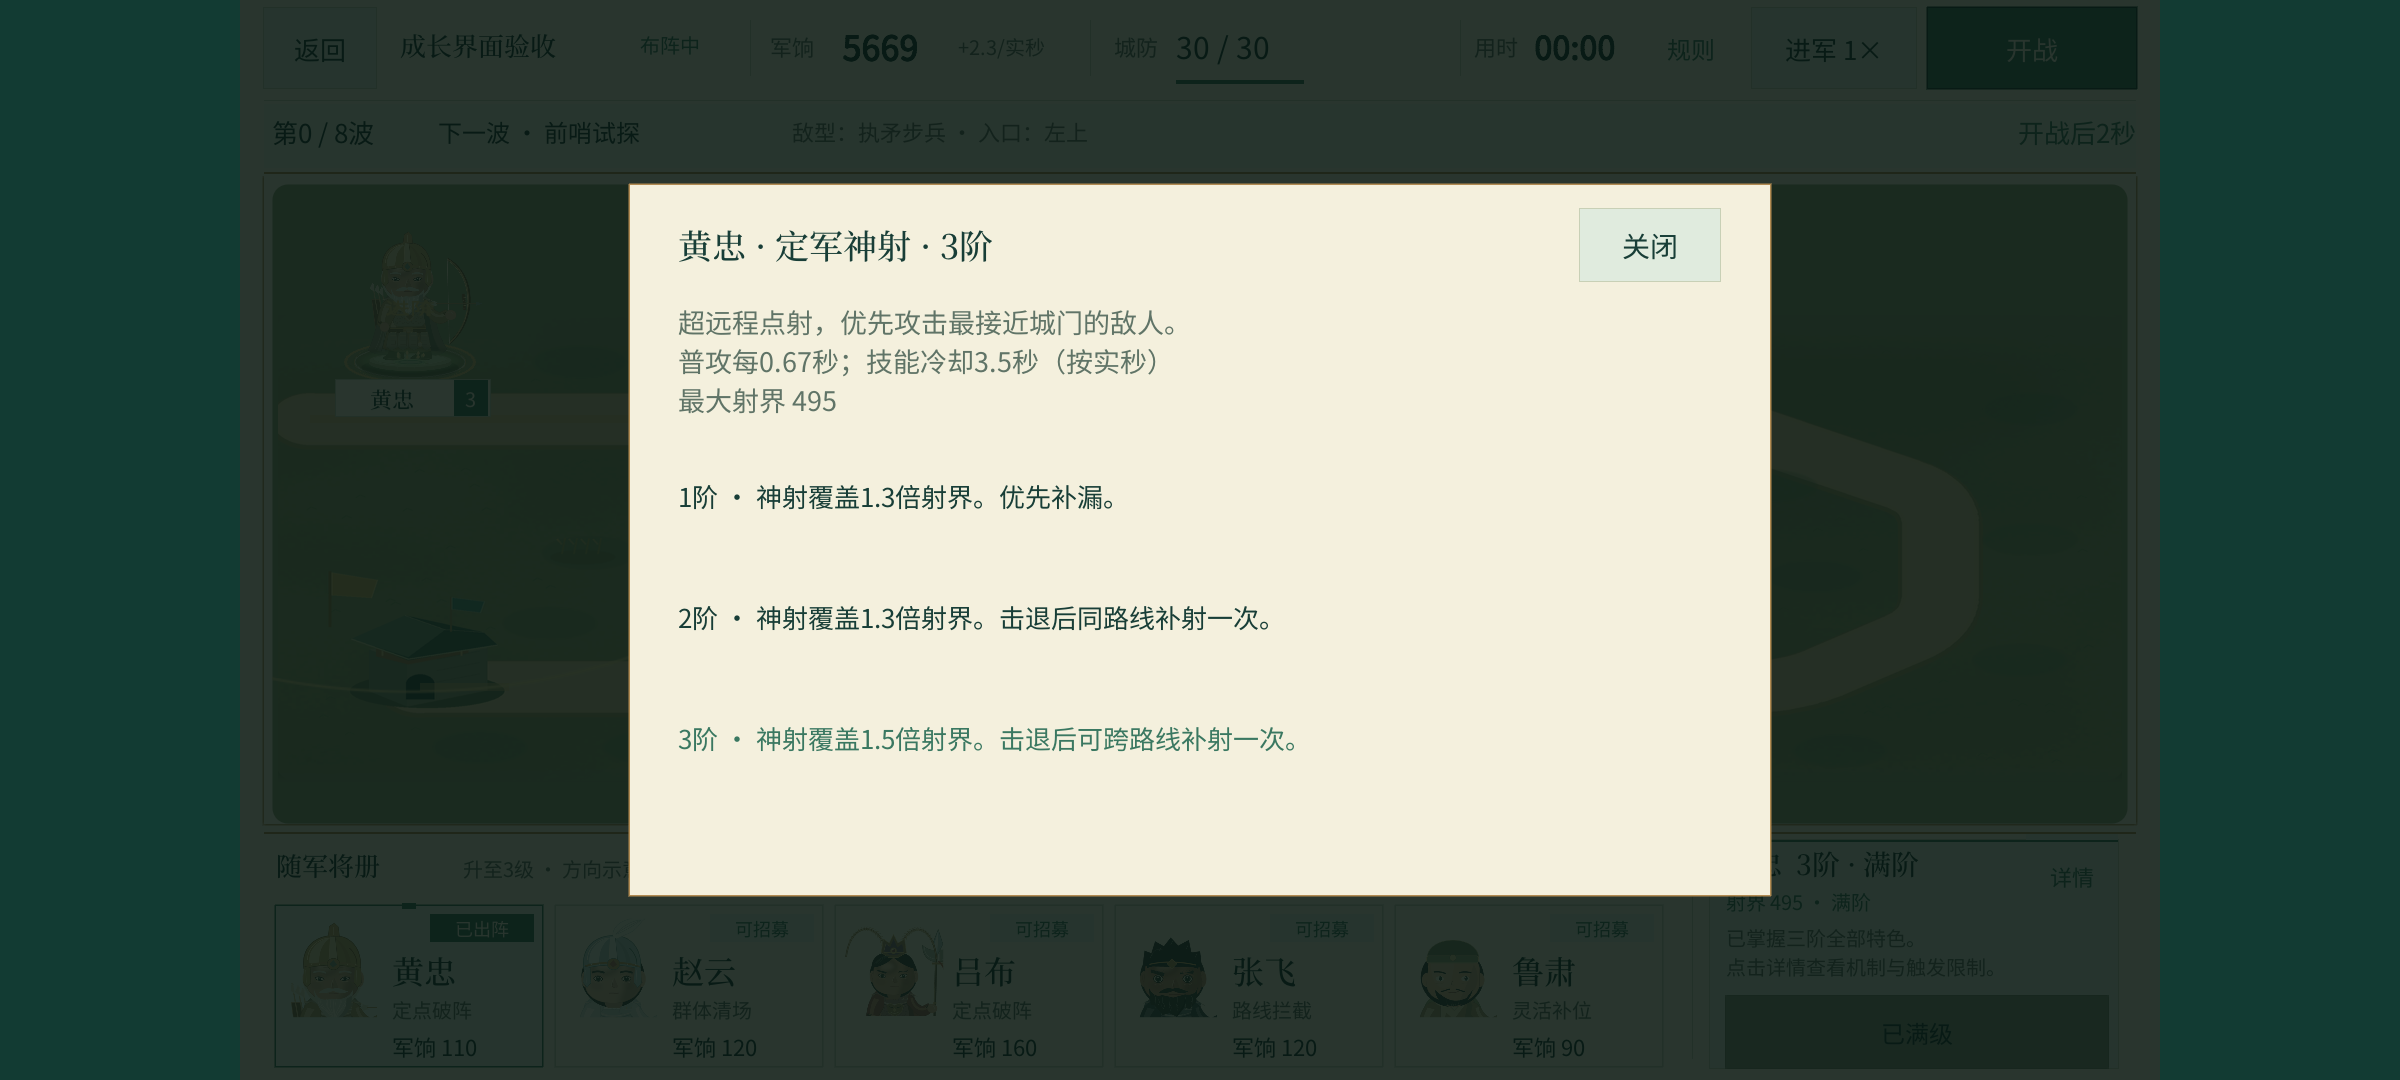 返回
成长界面验收
布阵中
军饷 5669 +2.3/实秒
城防 30 / 30
用时 00:00
规则
进军 1×
开战
第0 / 8波
下一波 · 前哨试探
敌型：执矛步兵 · 入口：左上
开战后2秒
黄忠 3
黄忠 · 定军神射 · 3阶
关闭
超远程点射，优先攻击最接近城门的敌人。
普攻每0.67秒；技能冷却3.5秒（按实秒）
最大射界 495
1阶 · 神射覆盖1.3倍射界。优先补漏。
2阶 · 神射覆盖1.3倍射界。击退后同路线补射一次。
3阶 · 神射覆盖1.5倍射界。击退后可跨路线补射一次。
随军将册
升至3级 · 方向示
已出阵
黄忠
定点破阵
军饷 110
可招募
赵云
群体清场
军饷 120
可招募
吕布
定点破阵
军饷 160
可招募
张飞
路线拦截
军饷 120
可招募
鲁肃
灵活补位
军饷 90
3阶 · 满阶
详情
射界 495 · 满阶
已掌握三阶全部特色。
点击详情查看机制与触发限制。
已满级